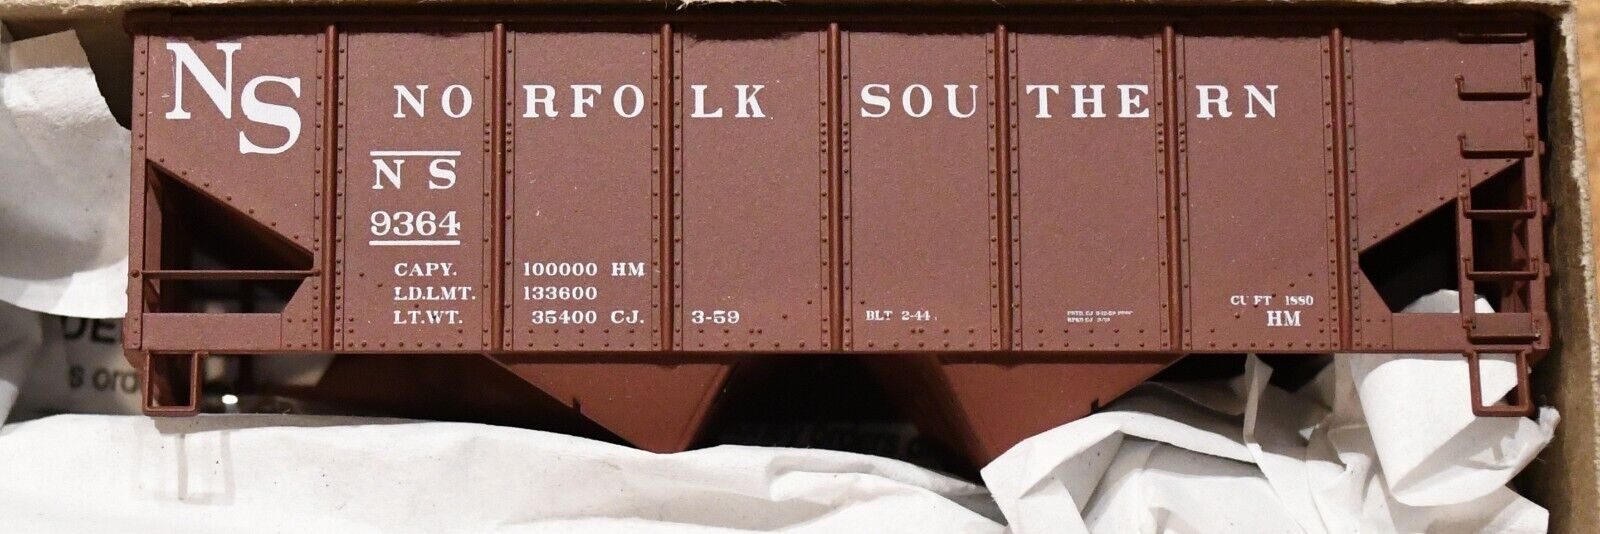 NS
NORFOLK SOUTHERN
NS
9364
CAPY. 100000 HM
LD.LMT. 133600
LT.WT. 35400 CJ. 3-59
BLT 2-44
CU FT 1880
HM
s ord